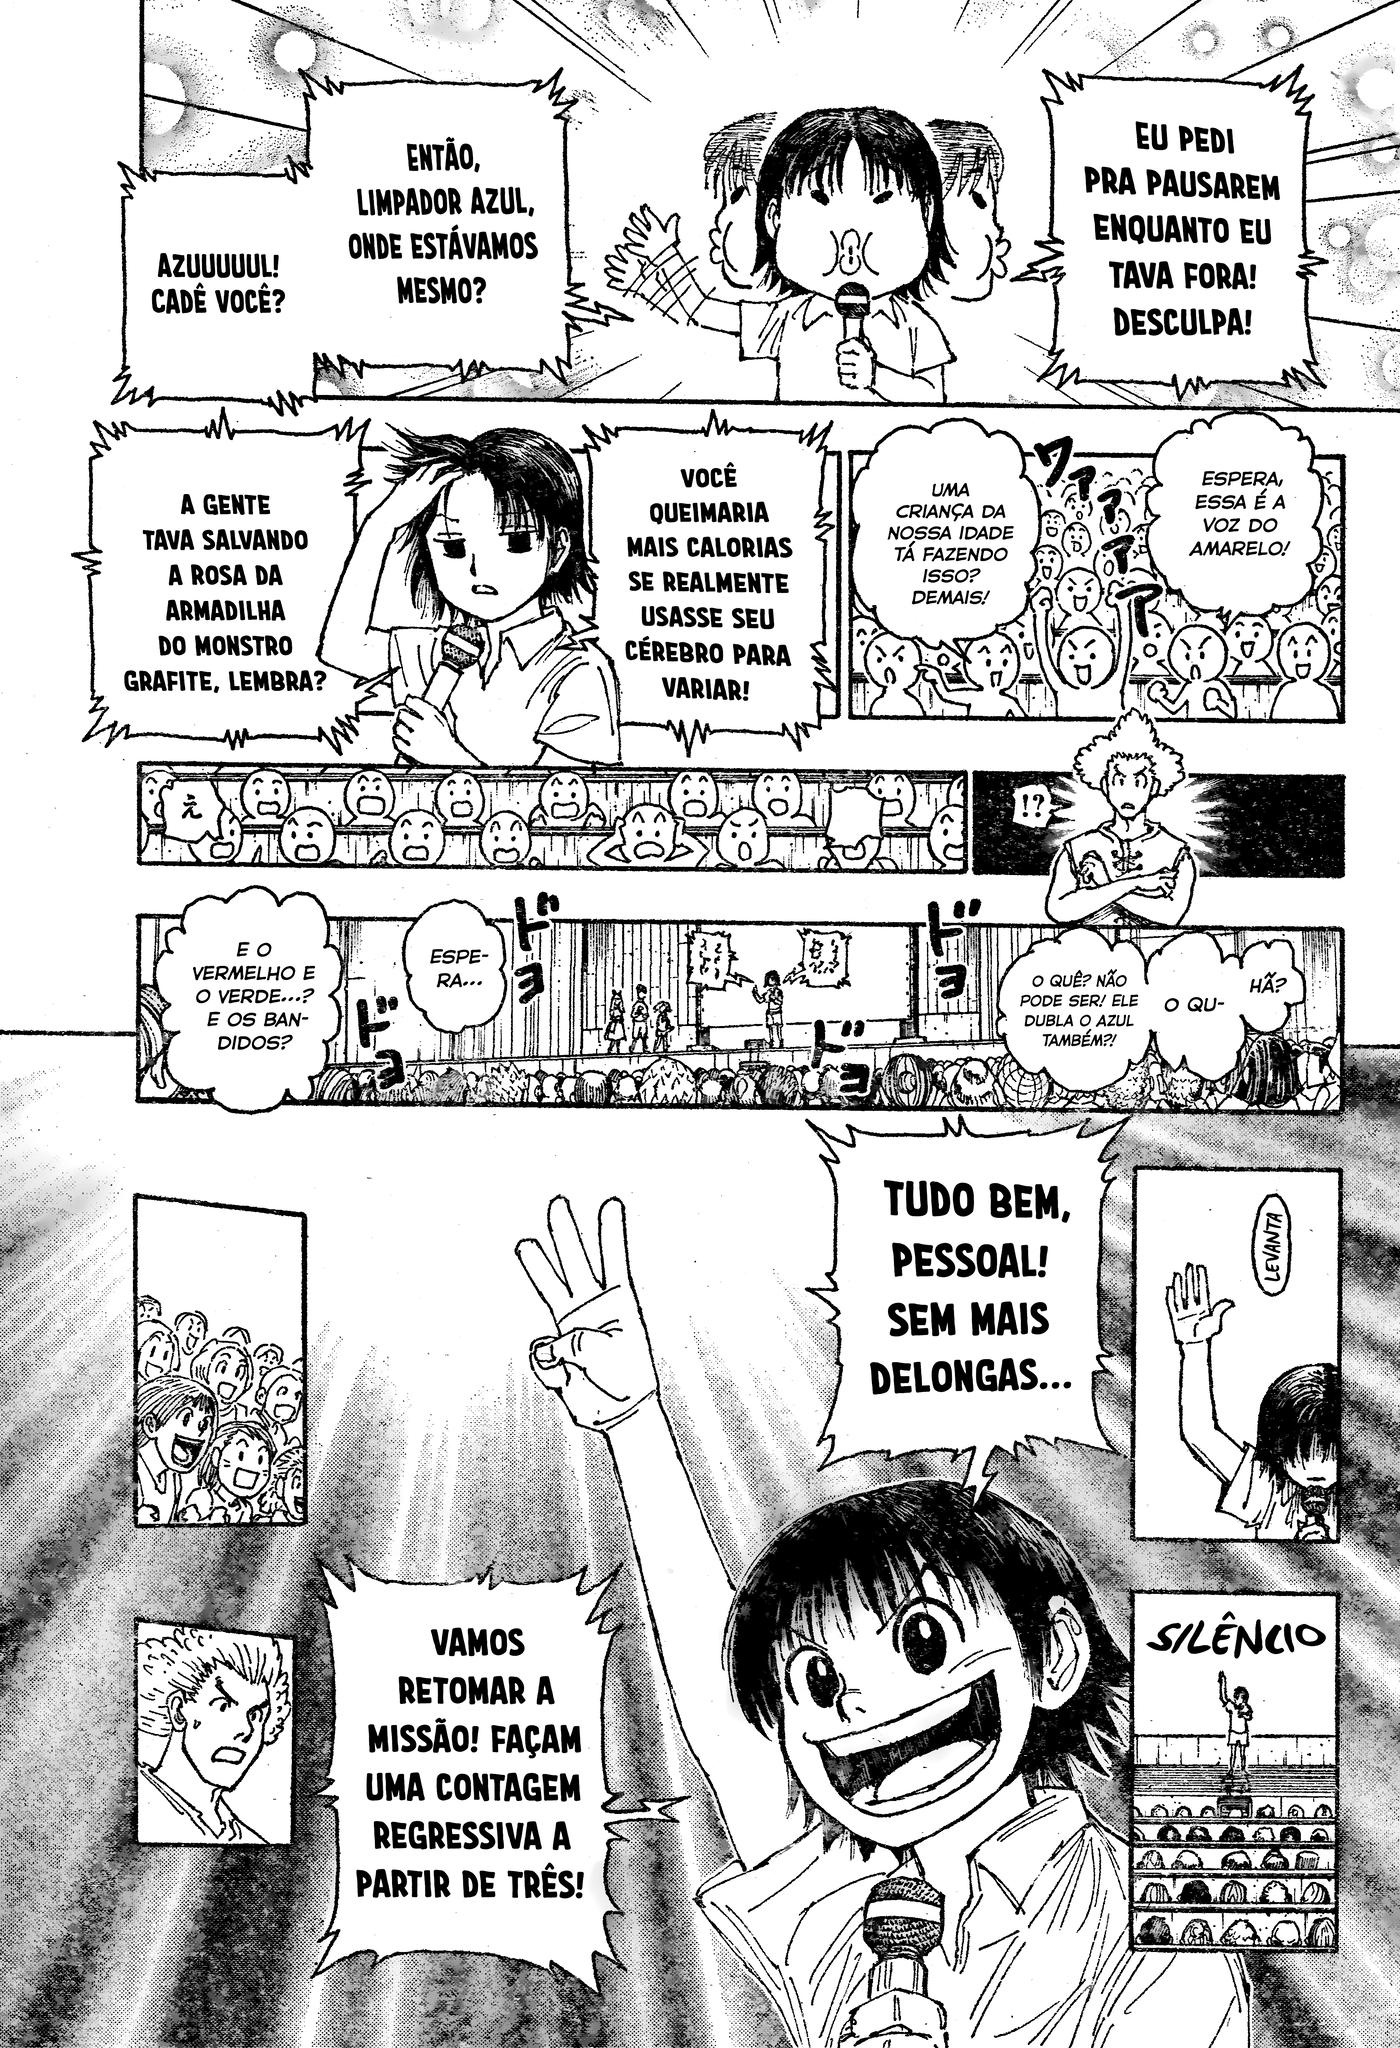 EU PEDI
PRA PAUSAREM
ENQUANTO EU
TAVA FORA!
DESCULPA!
ENTÃO,
LIMPADOR AZUL,
ONDE ESTÁVAMOS
MESMO?
AZUUUUUL!
CADÊ VOCÊ?
ESPERA,
ESSA É A
VOZ DO
AMARELO!
ワァァァァ
UMA
CRIANÇA DA
NOSSA IDADE
TÁ FAZENDO
ISSO?
DEMAIS!
VOCÊ
QUEIMARIA
MAIS CALORIAS
SE REALMENTE
USASSE SEU
CÉREBRO PARA
VARIAR!
A GENTE
TAVA SALVANDO
A ROSA DA
ARMADILHA
DO MONSTRO
GRAFITE, LEMBRA?
!?
え
HÃ?
O QU-
O QUÊ? NÃO
PODE SER! ELE
DUBLA O AZUL
TAMBÉM?!
ドヨ
ドヨ
ドヨ
ドヨ
ESPE-
RA...
E O
VERMELHO E
O VERDE...?
E OS BAN-
DIDOS?
LEVANTA
TUDO BEM,
PESSOAL!
SEM MAIS
DELONGAS...
SILÊNCIO
VAMOS
RETOMAR A
MISSÃO! FAÇAM
UMA CONTAGEM
REGRESSIVA A
PARTIR DE TRÊS!